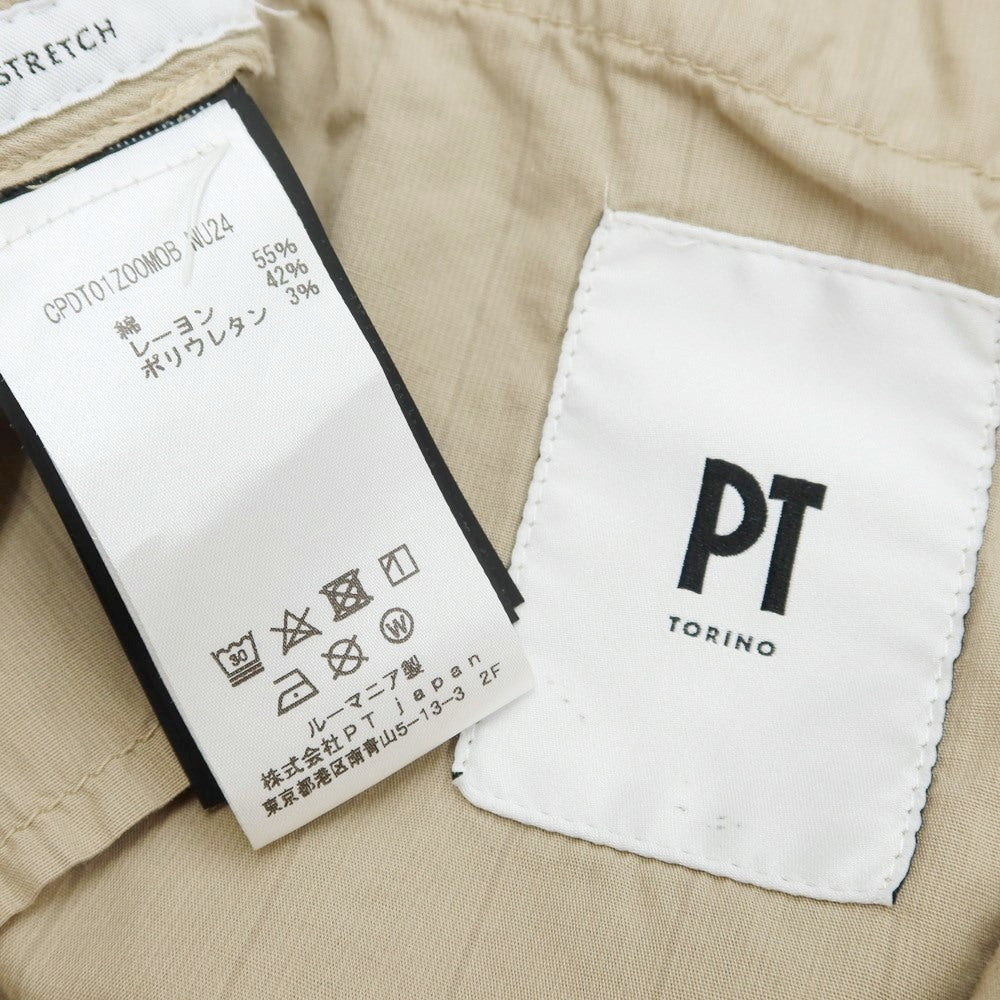 STRETCH
CPDT01Z00MOB NU24
綿 55%
レーヨン 42%
ポリウレタン 3%
30
W
ルーマニア製
株式会社PT japan
東京都港区南青山5-13-3 2F
PT
TORINO